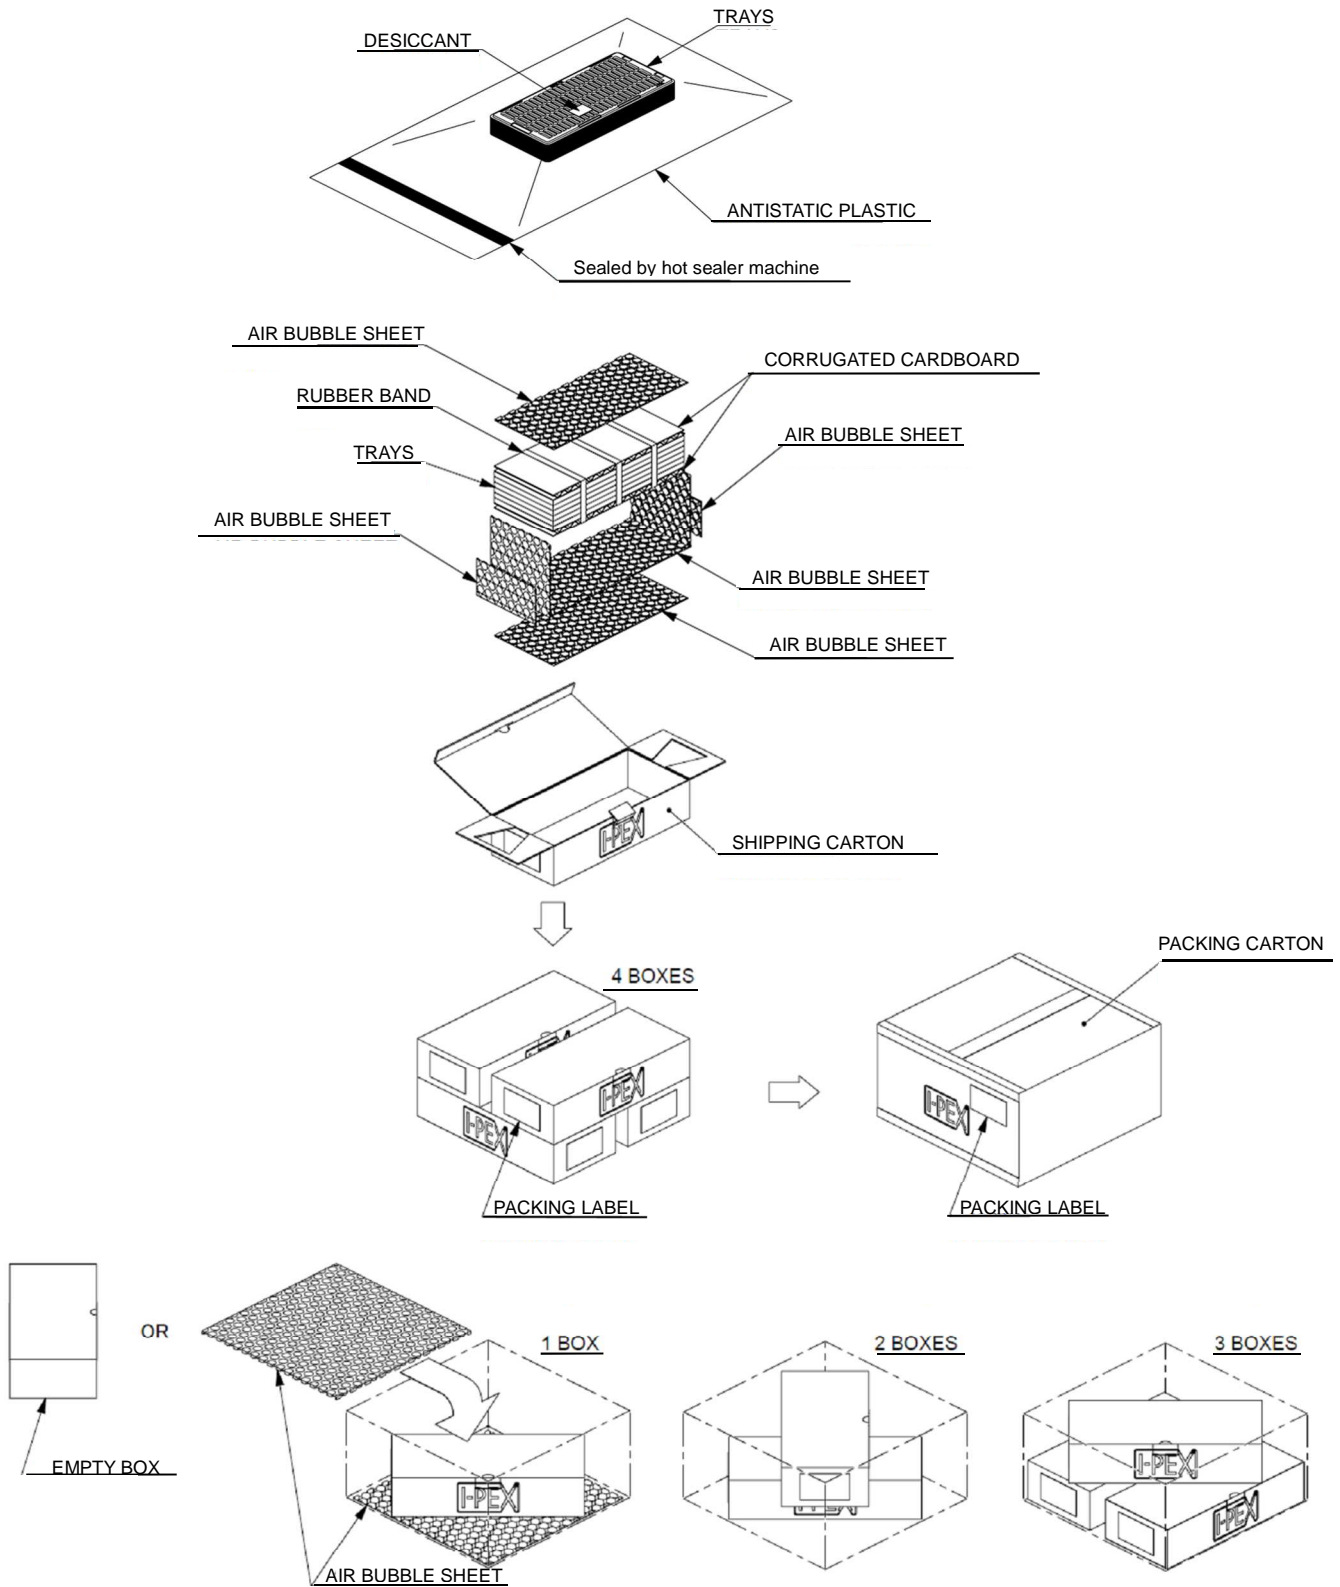 TRAYS
DESICCANT
ANTISTATIC PLASTIC
Sealed by hot sealer machine
AIR BUBBLE SHEET
CORRUGATED CARDBOARD
RUBBER BAND
AIR BUBBLE SHEET
TRAYS
AIR BUBBLE SHEET
AIR BUBBLE SHEET
AIR BUBBLE SHEET
I-PEX
SHIPPING CARTON
PACKING CARTON
4 BOXES
I-PEX
I-PEX
I-PEX
I-PEX
PACKING LABEL
PACKING LABEL
OR
1 BOX
2 BOXES
3 BOXES
I-PEX
EMPTY BOX
I-PEX
I-PEX
I-PEX
AIR BUBBLE SHEET